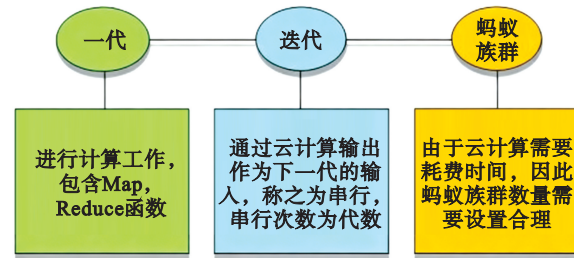 一代
迭代
蚂蚁
族群
进行计算工作，
包含Map，
Reduce函数
通过云计算输出
作为下一代的输
入，称之为串行，
串行次数为代数
由于云计算需要
耗费时间，因此
蚂蚁族群数量需
要设置合理